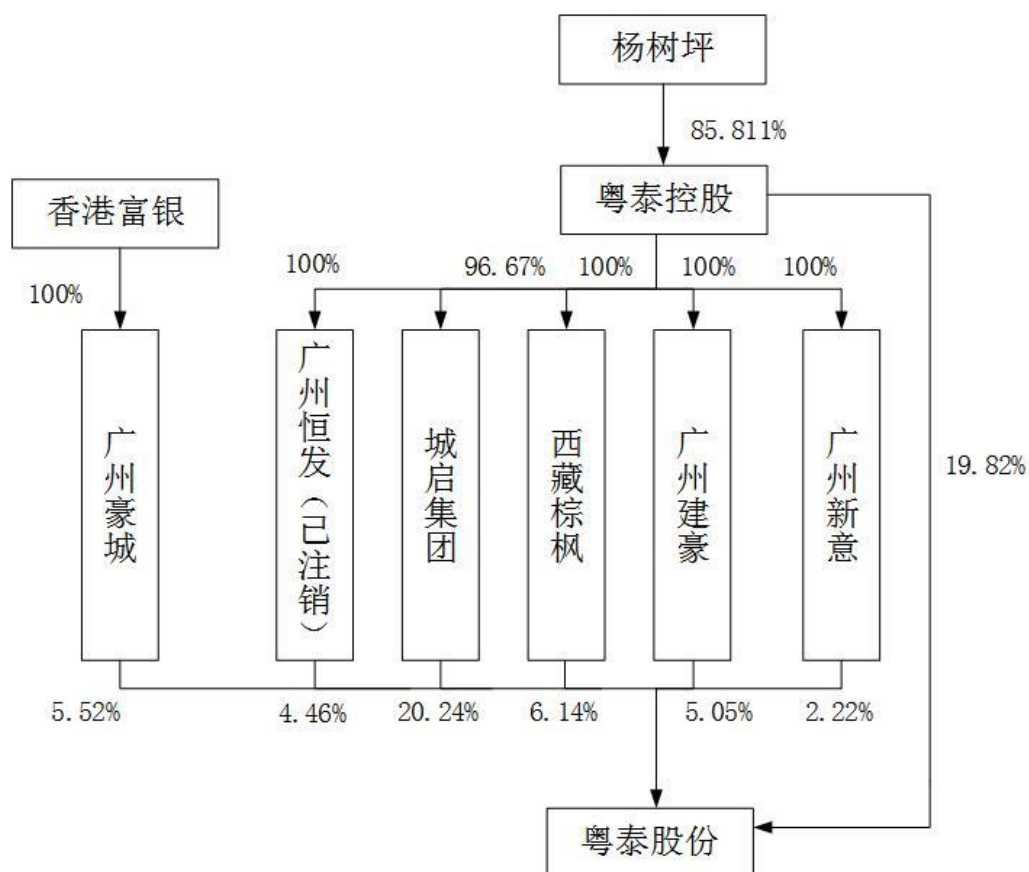 杨树坪
85.811%
香港富银
粤泰控股
100%
100%
96.67%
100%
100%
100%
广州豪城
广州恒发（已注销）
城启集团
西藏棕枫
广州建豪
广州新意
19.82%
5.52%
4.46%
20.24%
6.14%
5.05%
2.22%
粤泰股份